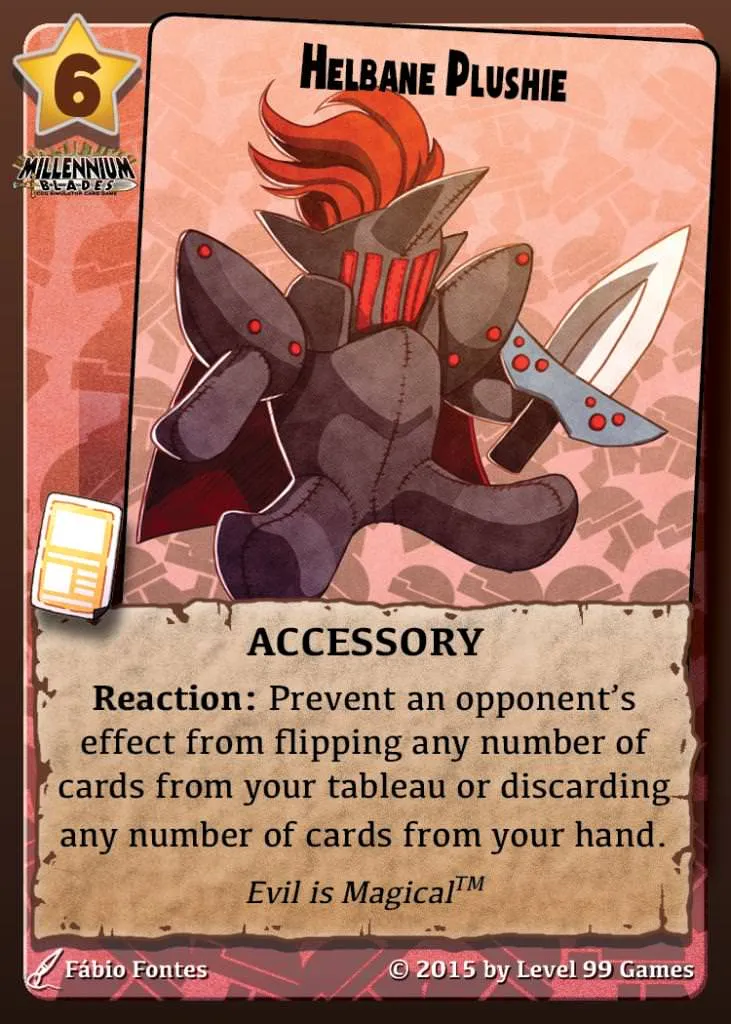 6
HELBANE PLUSHIE
MILLENNIUM
BLADES
ACCESSORY
Reaction: Prevent an opponent's
effect from flipping any number of
cards from your tableau or discarding
any number of cards from your hand.
Evil is Magical™
Fábio Fontes
© 2015 by Level 99 Games